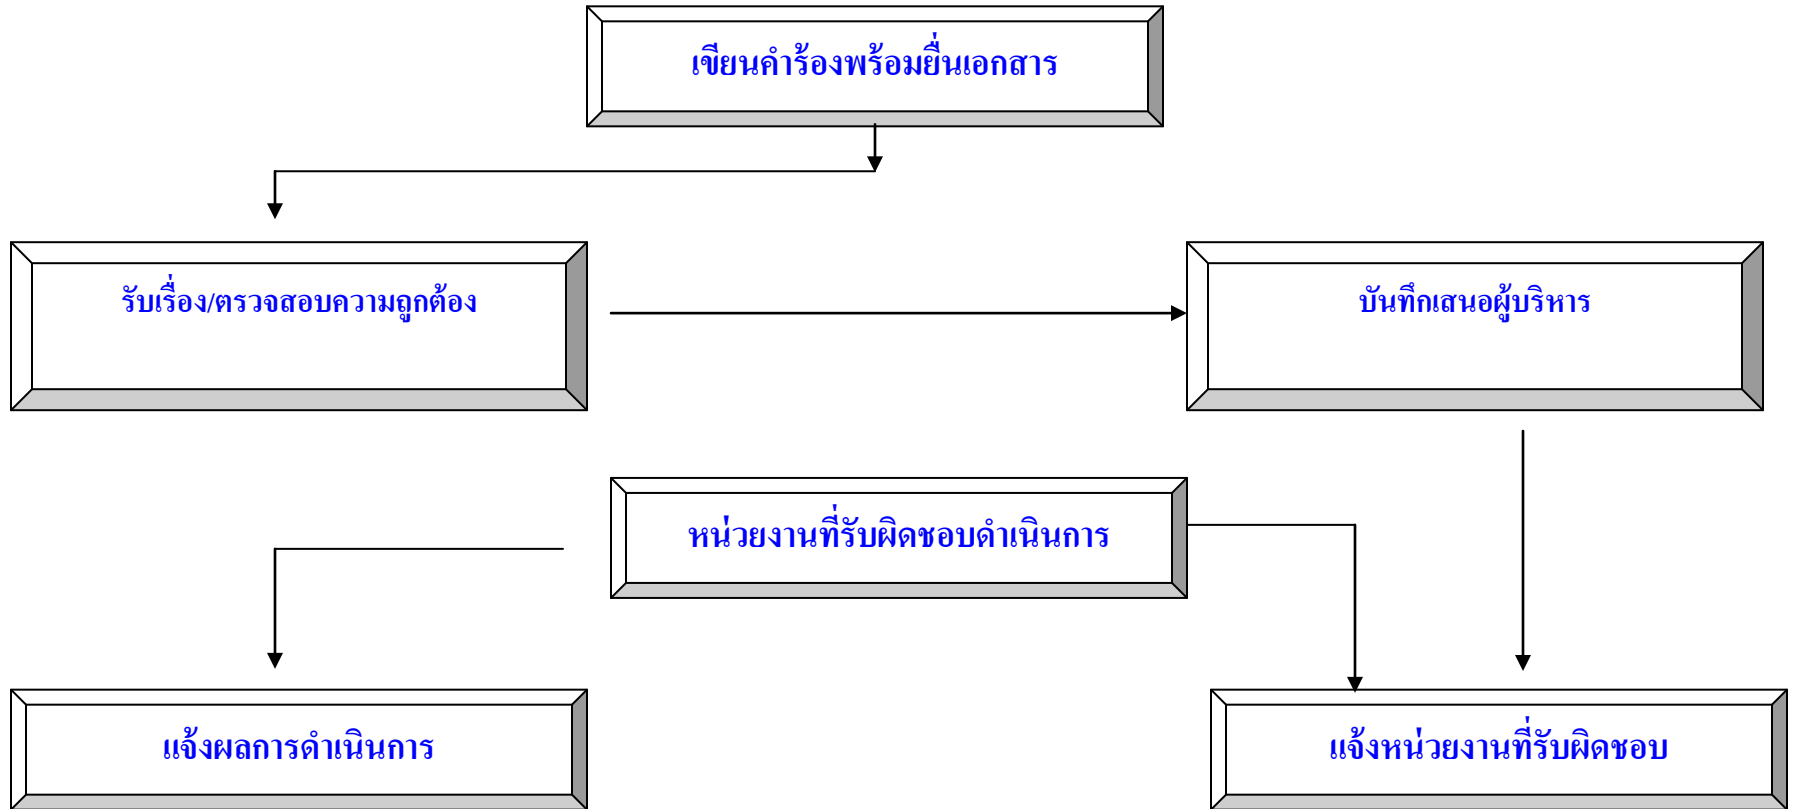 เขียนคำร้องพร้อมยื่นเอกสาร
รับเรื่อง/ตรวจสอบความถูกต้อง
บันทึกเสนอผู้บริหาร
หน่วยงานที่รับผิดชอบดำเนินการ
แจ้งผลการดำเนินการ
แจ้งหน่วยงานที่รับผิดชอบ